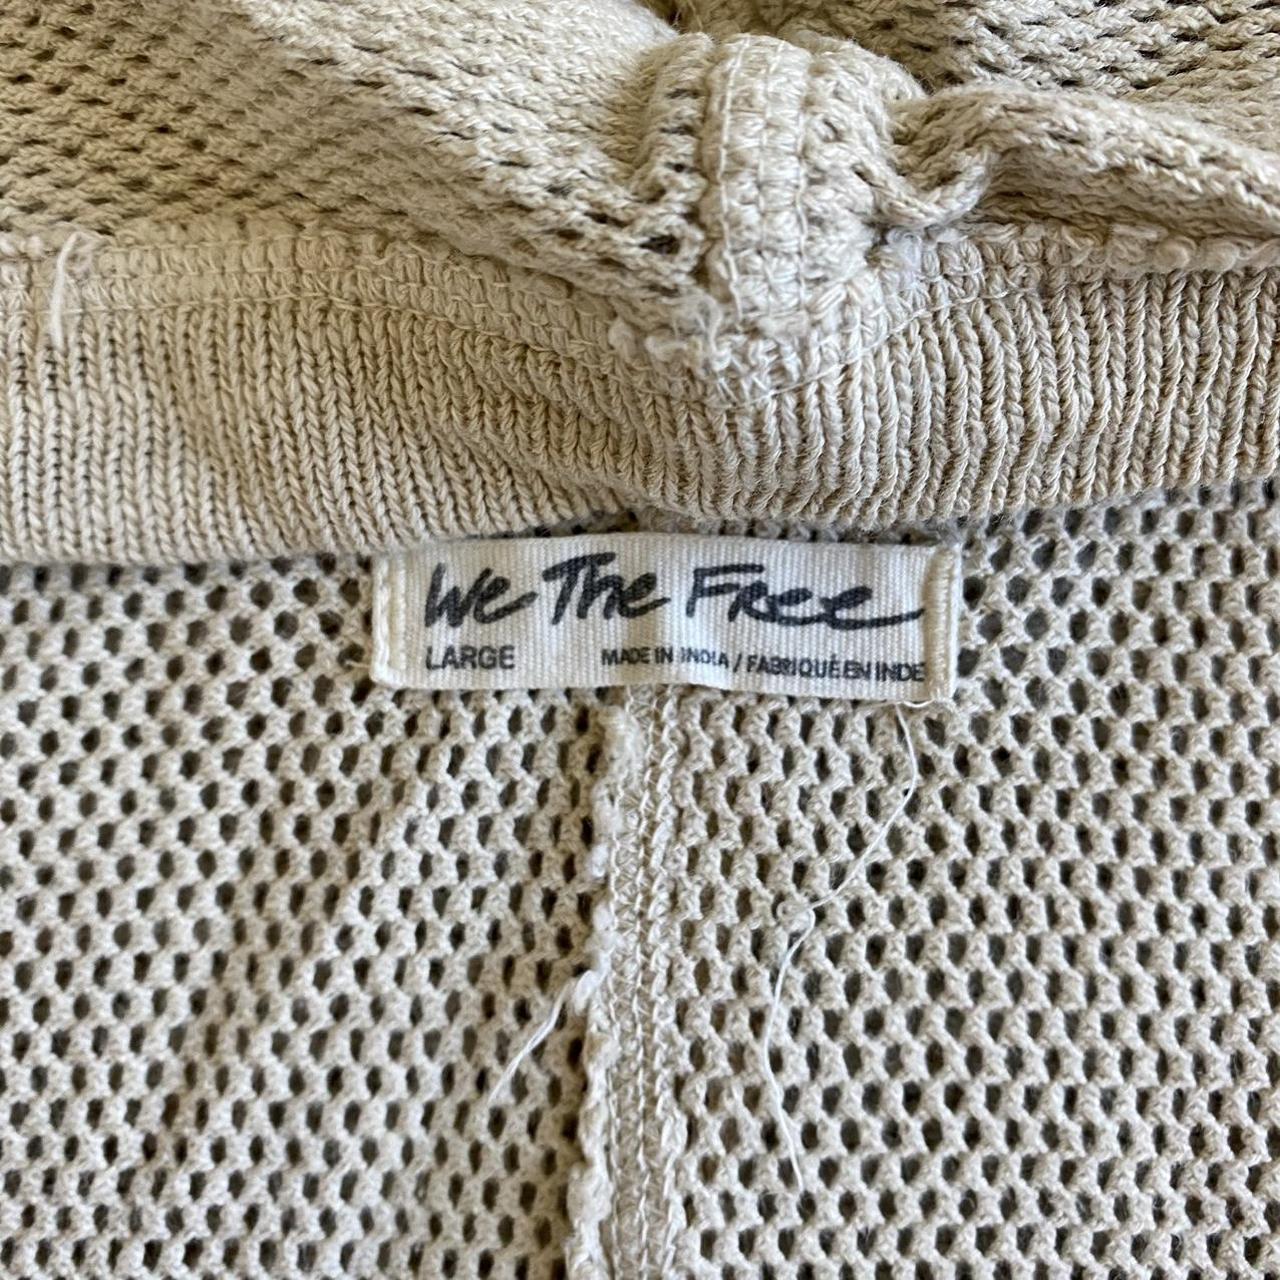 We The Free
LARGE MADE IN INDIA / FABRIQUÉ EN INDE